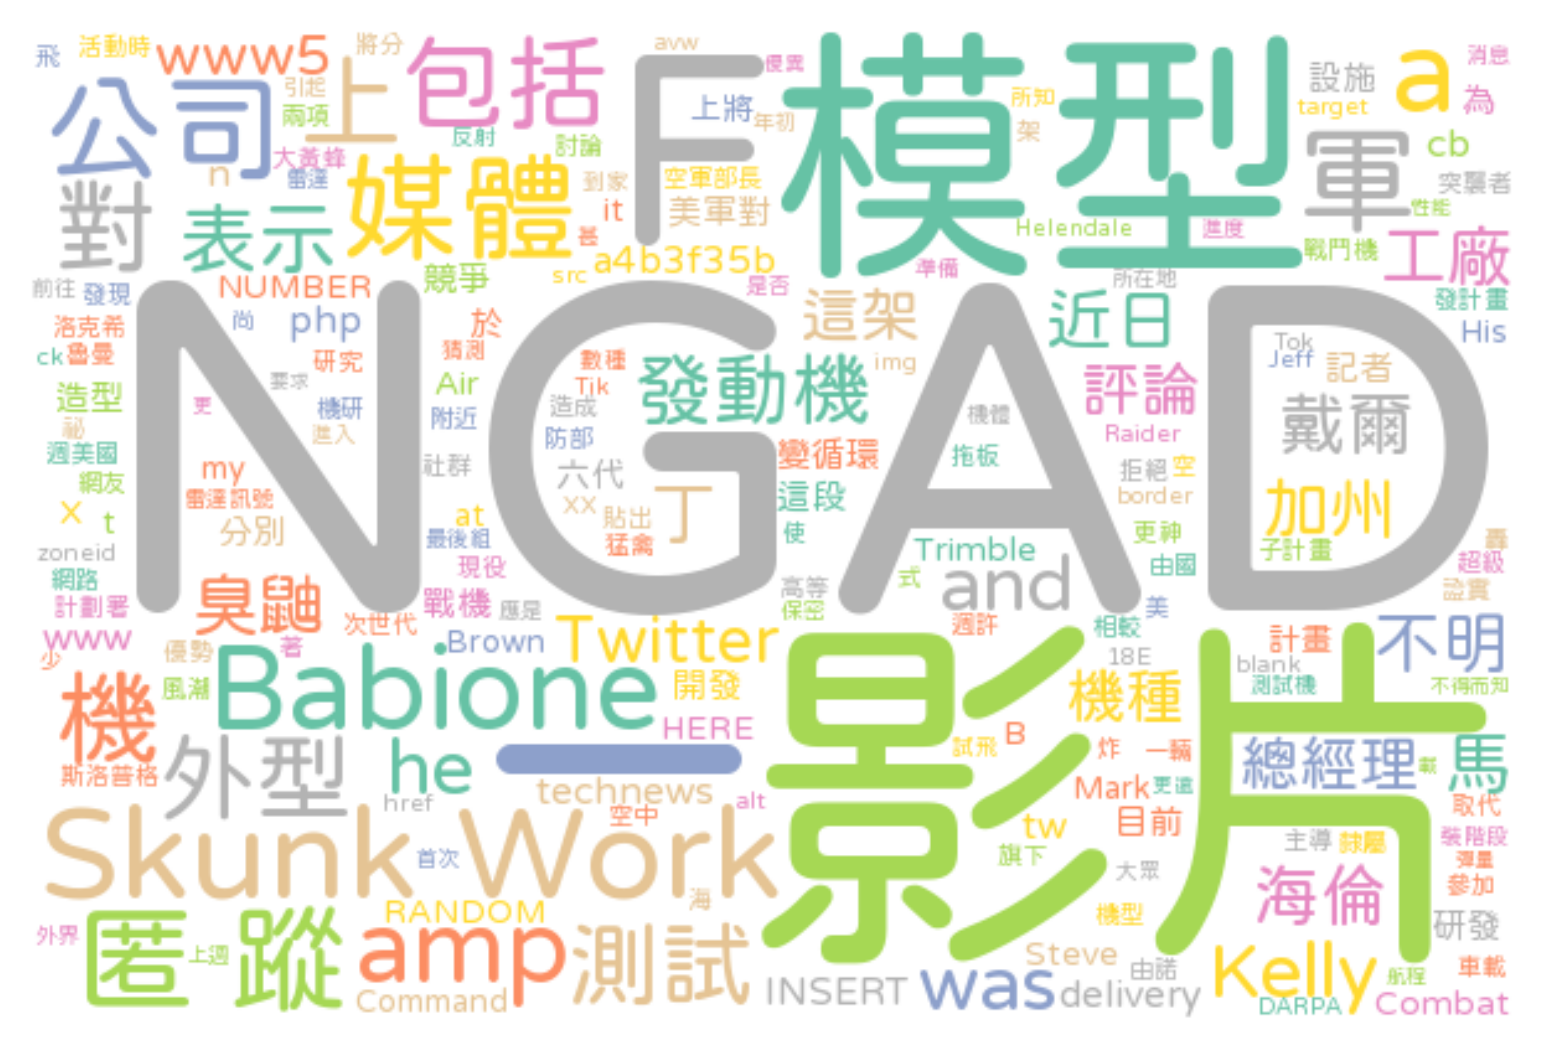 飛 活動時 www5 將分 上 包括 avw F 優異 模型 所知 設施 a 消息
公司 引起 兩項 反射 討論 上將 年初 架 target 為
對 n 大黃蜂 雷達 表示 媒體 到家 it 甚 空軍部長 美軍對 軍 cb 突襲者 性能
a4b3f35b src 是否 準備 Helendale 進度 所在地 戰鬥機 工廠
前往 發現 NUMBER 競爭 這架 近日 發計畫
NGAD
洛克希 尚 php 於 猜測 數種 發動機 img 評論 Tok Jeff 記者 His
ck 魯曼 研究 要求 Air Tik 造成 機體 Raider 戴爾
造型 更 機研 進入 附近 防部 變循環 拖板
祕 週美國 網友 my 雷達訊號 社群 六代 丁 這段 拒絕 空 border 加州
x t 分別 at 最後組 xx 貼出 猛禽 使 更神 子計畫 轟
zoneid 網路 現役 高等 Trimble 由國 超級
計劃署 臭鼬 戰機 應是 保密 式 and 美 證實
www 少 優勢 著 次世代 Brown Twitter 週許 相較 18E 計畫 不明
風潮 Babione 開發 影片 機種 blank 測試機 不得而知
機 外型 he 一 HERE 試飛 B 炸 一輛 總經理 載 馬
斯洛普格 href technews alt Mark 更遠 取代
Skunk Work 空中 首次 tw 目前 旗下 主導 隸屬 裝階段 彈量
RANDOM 海 大眾 機型 海倫 參加 研發
外界 匿蹤 上週 amp 測試 Steve 由諾 Kelly 航程 車載
Command INSERT was delivery DARPA Combat